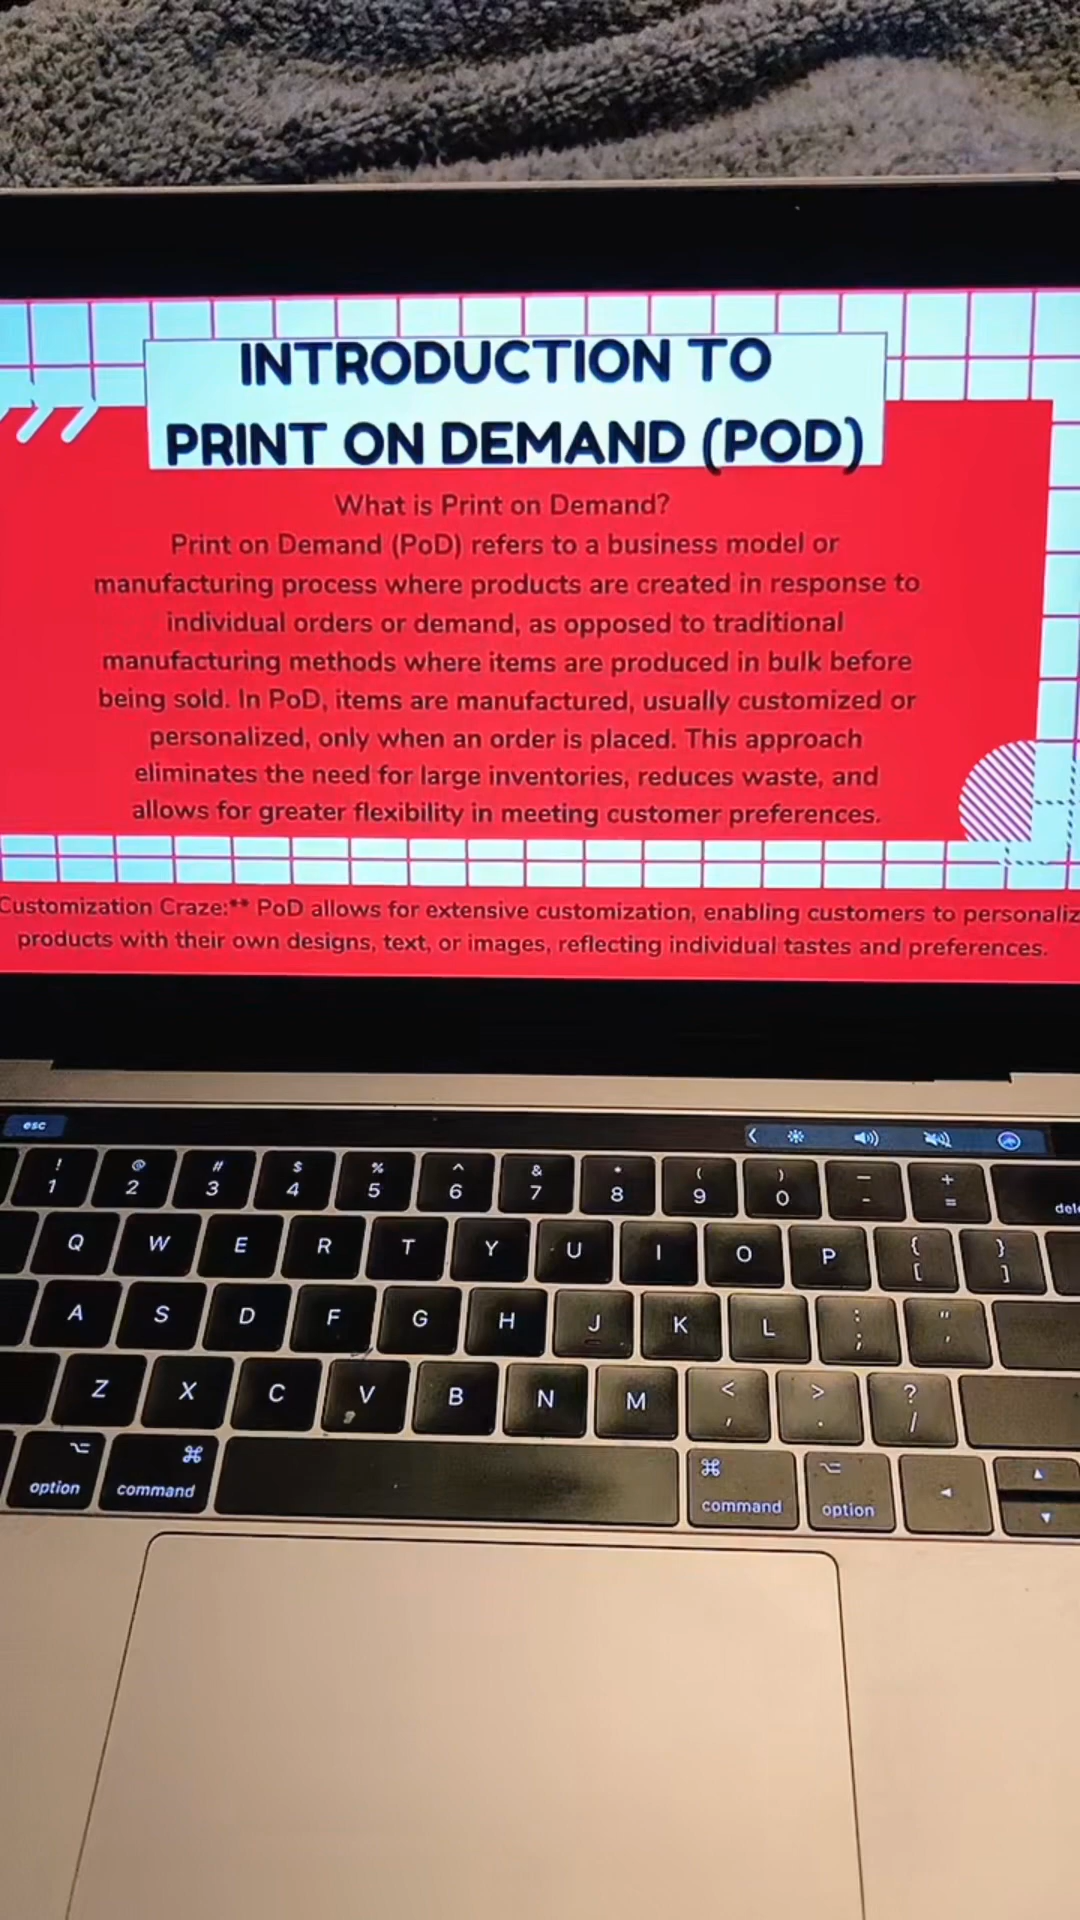 INTRODUCTION TO
PRINT ON DEMAND (POD)
What is Print on Demand?
Print on Demand (PoD) refers to a business model or
manufacturing process where products are created in response to
individual orders or demand, as opposed to traditional
manufacturing methods where items are produced in bulk before
being sold. In PoD, items are manufactured, usually customized or
personalized, only when an order is placed. This approach
eliminates the need for large inventories, reduces waste, and
allows for greater flexibility in meeting customer preferences.
Customization Craze:** PoD allows for extensive customization, enabling customers to personaliz
products with their own designs, text, or images, reflecting individual tastes and preferences.
esc
! @ # $ % ^ & * ( ) — +
1 2 3 4 5 6 7 8 9 0 - =
dele
Q W E R T Y U I O P { }
[ ]
A S D F G H J K L : "
; '
Z X C V B N M < > ?
, . /
option command command option